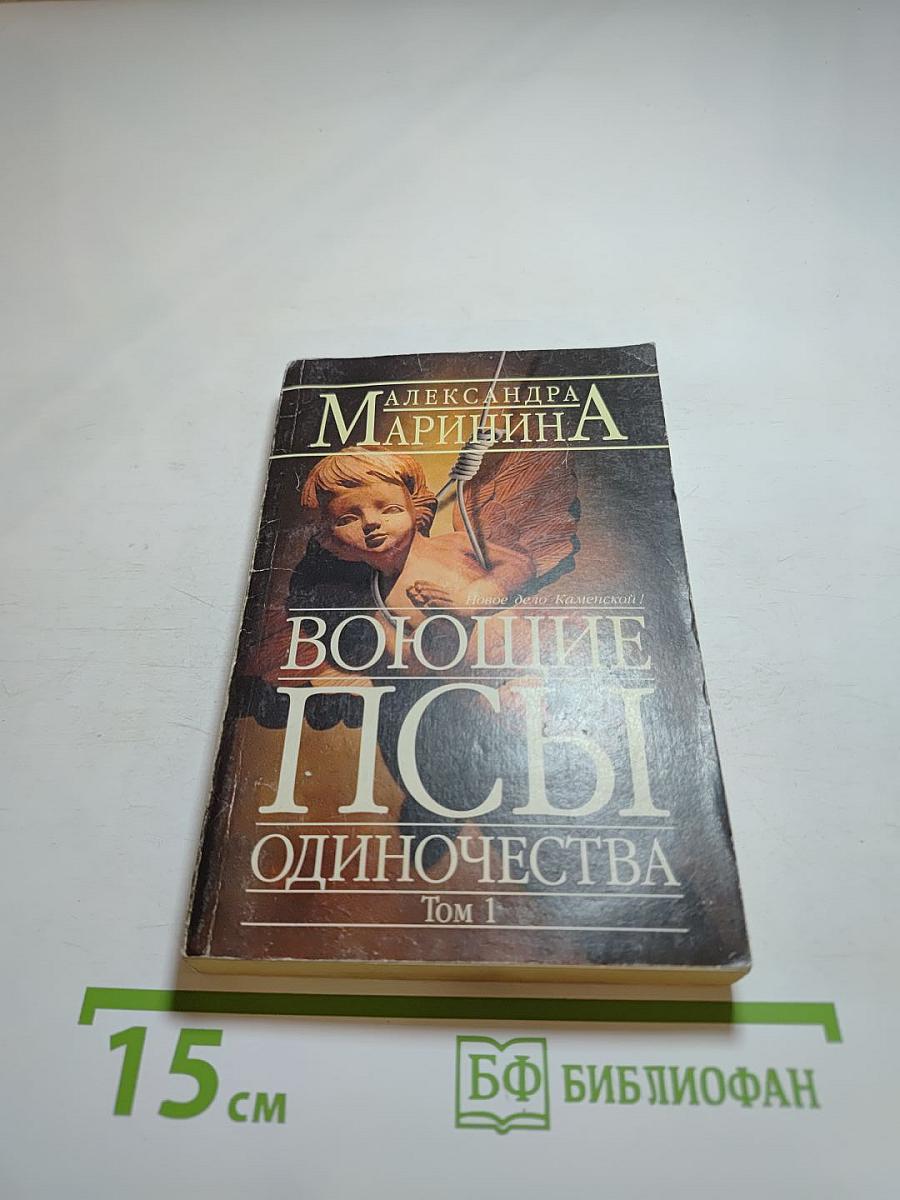 АЛЕКСАНДРА
МАРИНИНА
Новое дело Каменской!
ВОЮЩИЕ
ПСЫ
ОДИНОЧЕСТВА
Том 1
15 см
БФ БИБЛИОФАН